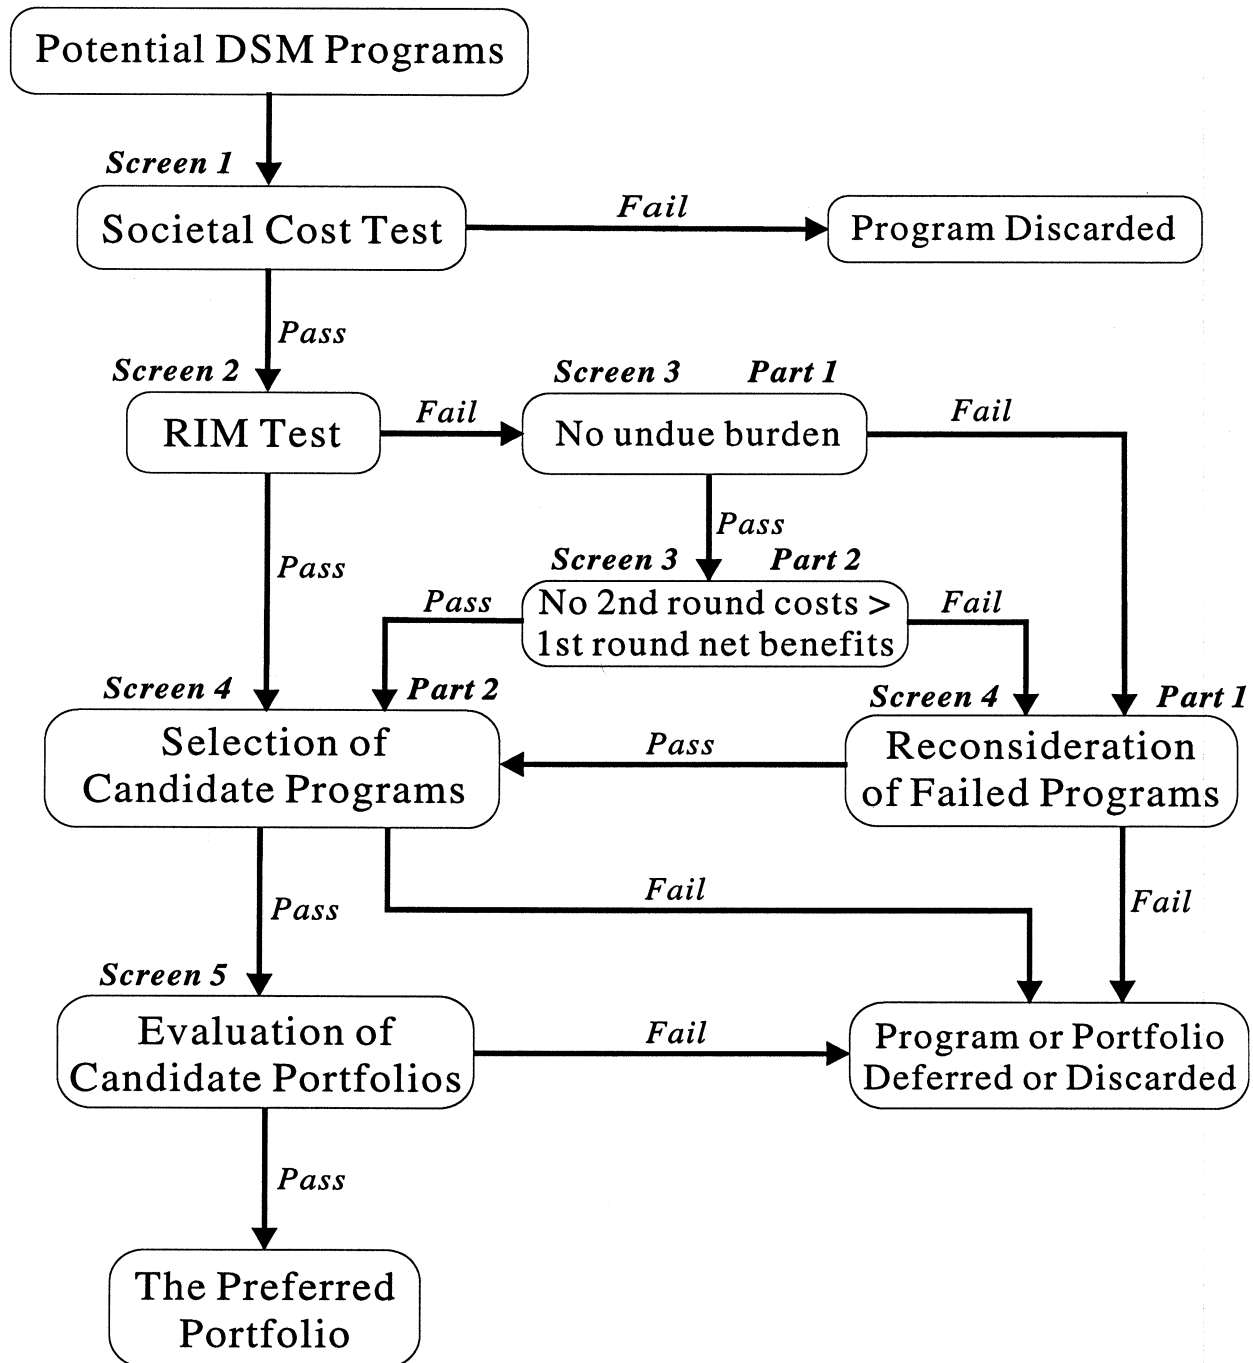 Potential DSM Programs
Screen 1
Societal Cost Test
Fail
Program Discarded
Pass
Screen 2
RIM Test
Fail
Screen 3 Part 1
No undue burden
Fail
Pass
Pass
Screen 3 Part 2
No 2nd round costs >
1st round net benefits
Pass
Fail
Screen 4 Part 2
Selection of
Candidate Programs
Pass
Screen 4 Part 1
Reconsideration
of Failed Programs
Pass
Fail
Fail
Screen 5
Evaluation of
Candidate Portfolios
Fail
Program or Portfolio
Deferred or Discarded
Pass
The Preferred
Portfolio